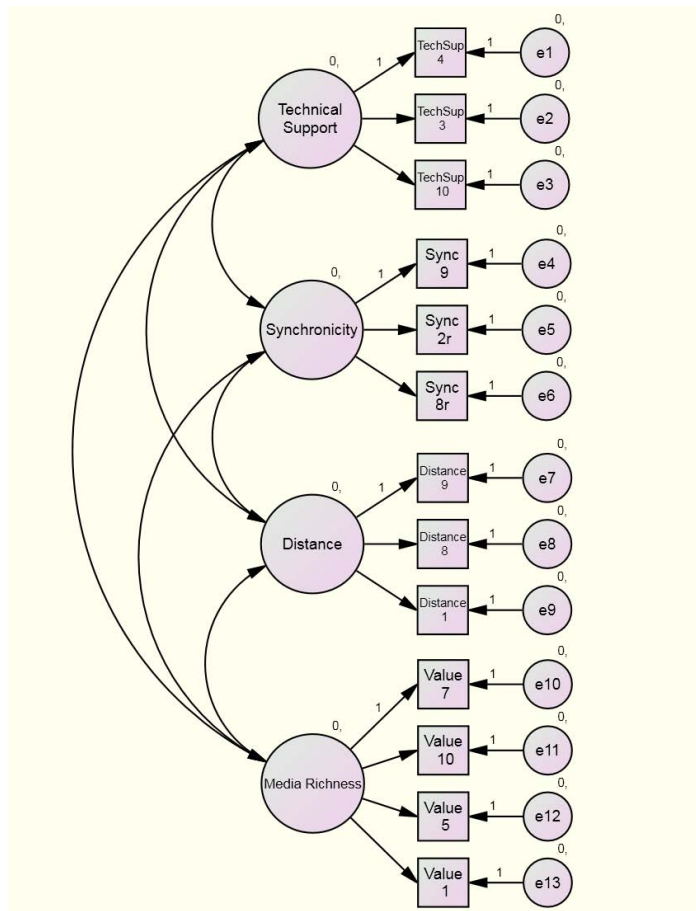 0,
TechSup
4
1
e1
0,
1
Technical
Support
0,
TechSup
3
1
e2
0,
TechSup
10
1
e3
0,
Sync
9
1
e4
0,
1
Synchronicity
0,
Sync
2r
1
e5
0,
Sync
8r
1
e6
0,
Distance
9
1
e7
0,
1
Distance
0,
Distance
8
1
e8
0,
Distance
1
1
e9
0,
Value
7
1
e10
0,
1
Media Richness
0,
Value
10
1
e11
0,
Value
5
1
e12
0,
Value
1
1
e13
0,